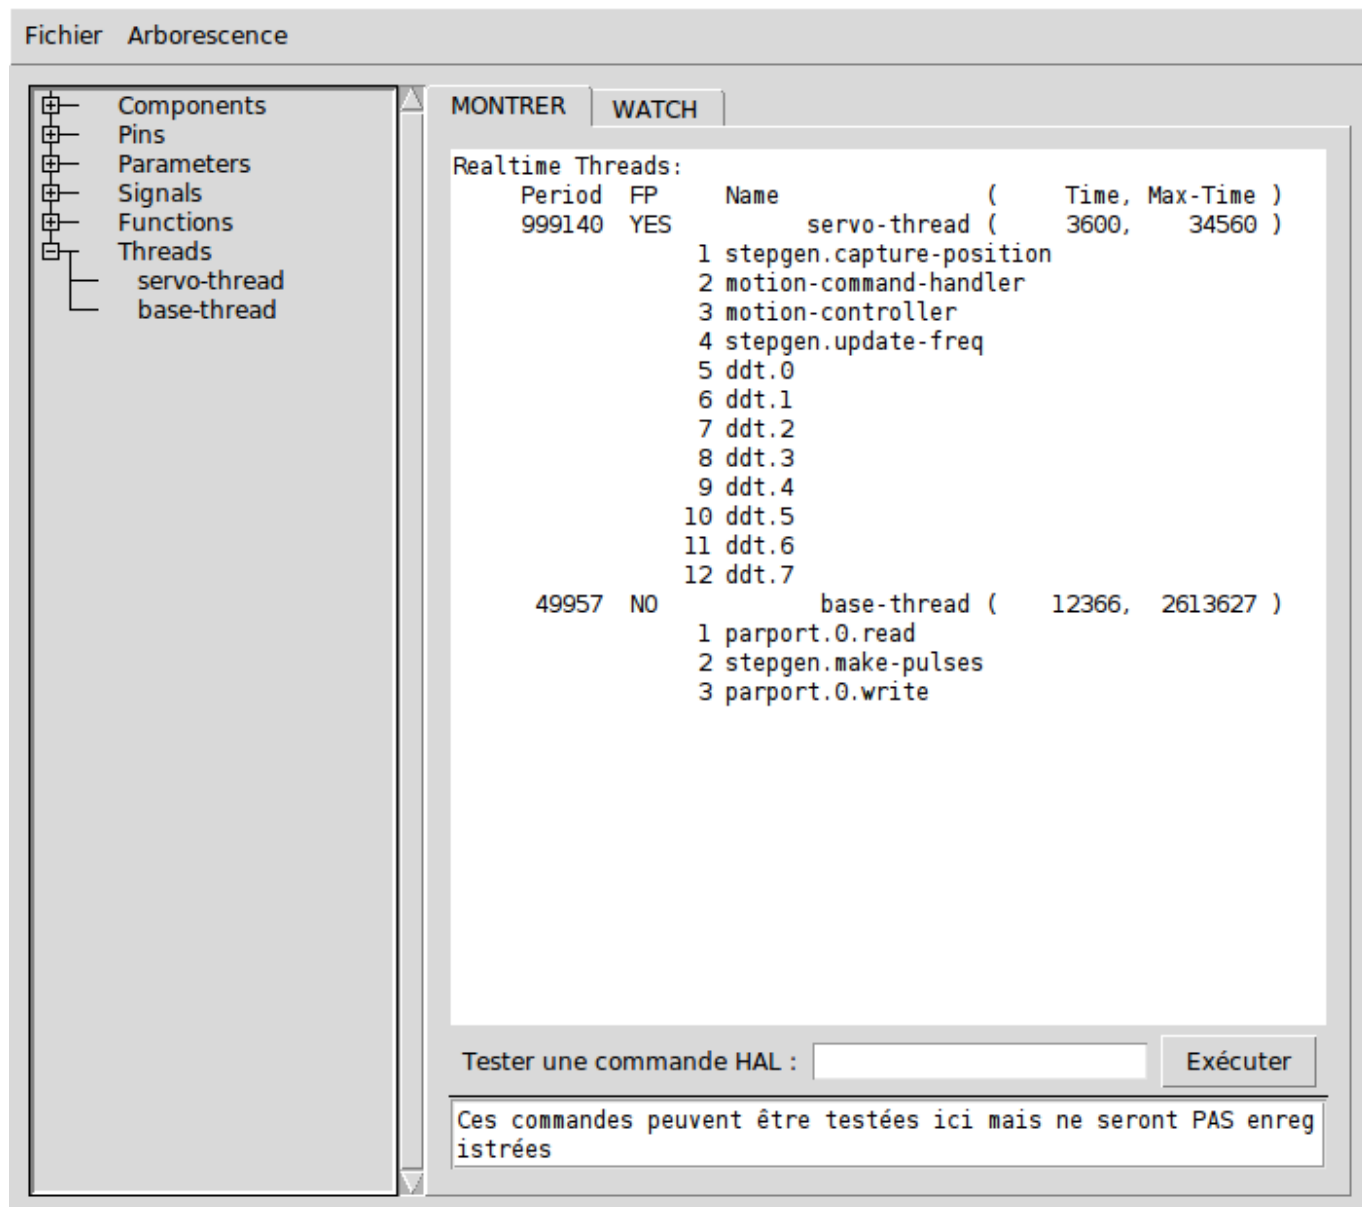 Fichier Arborescence
Components
Pins
Parameters
Signals
Functions
Threads
servo-thread
base-thread
MONTRER WATCH
Realtime Threads:
Period FP Name ( Time, Max-Time )
999140 YES servo-thread ( 3600, 34560 )
1 stepgen.capture-position
2 motion-command-handler
3 motion-controller
4 stepgen.update-freq
5 ddt.0
6 ddt.1
7 ddt.2
8 ddt.3
9 ddt.4
10 ddt.5
11 ddt.6
12 ddt.7
49957 NO base-thread ( 12366, 2613627 )
1 parport.0.read
2 stepgen.make-pulses
3 parport.0.write
Tester une commande HAL : Exécuter
Ces commandes peuvent être testées ici mais ne seront PAS enreg
istrées